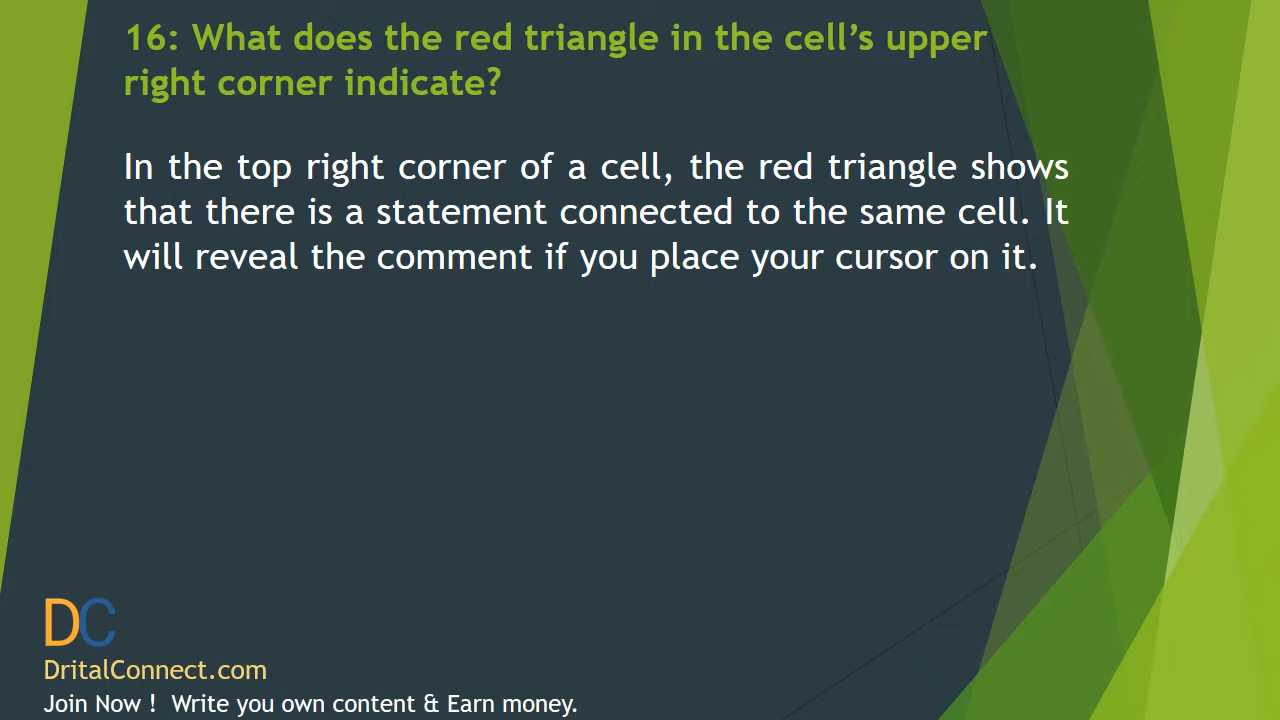 16: What does the red triangle in the cell’s upper
right corner indicate?
In the top right corner of a cell, the red triangle shows
that there is a statement connected to the same cell. It
will reveal the comment if you place your cursor on it.
DC
DritalConnect.com
Join Now ! Write you own content & Earn money.